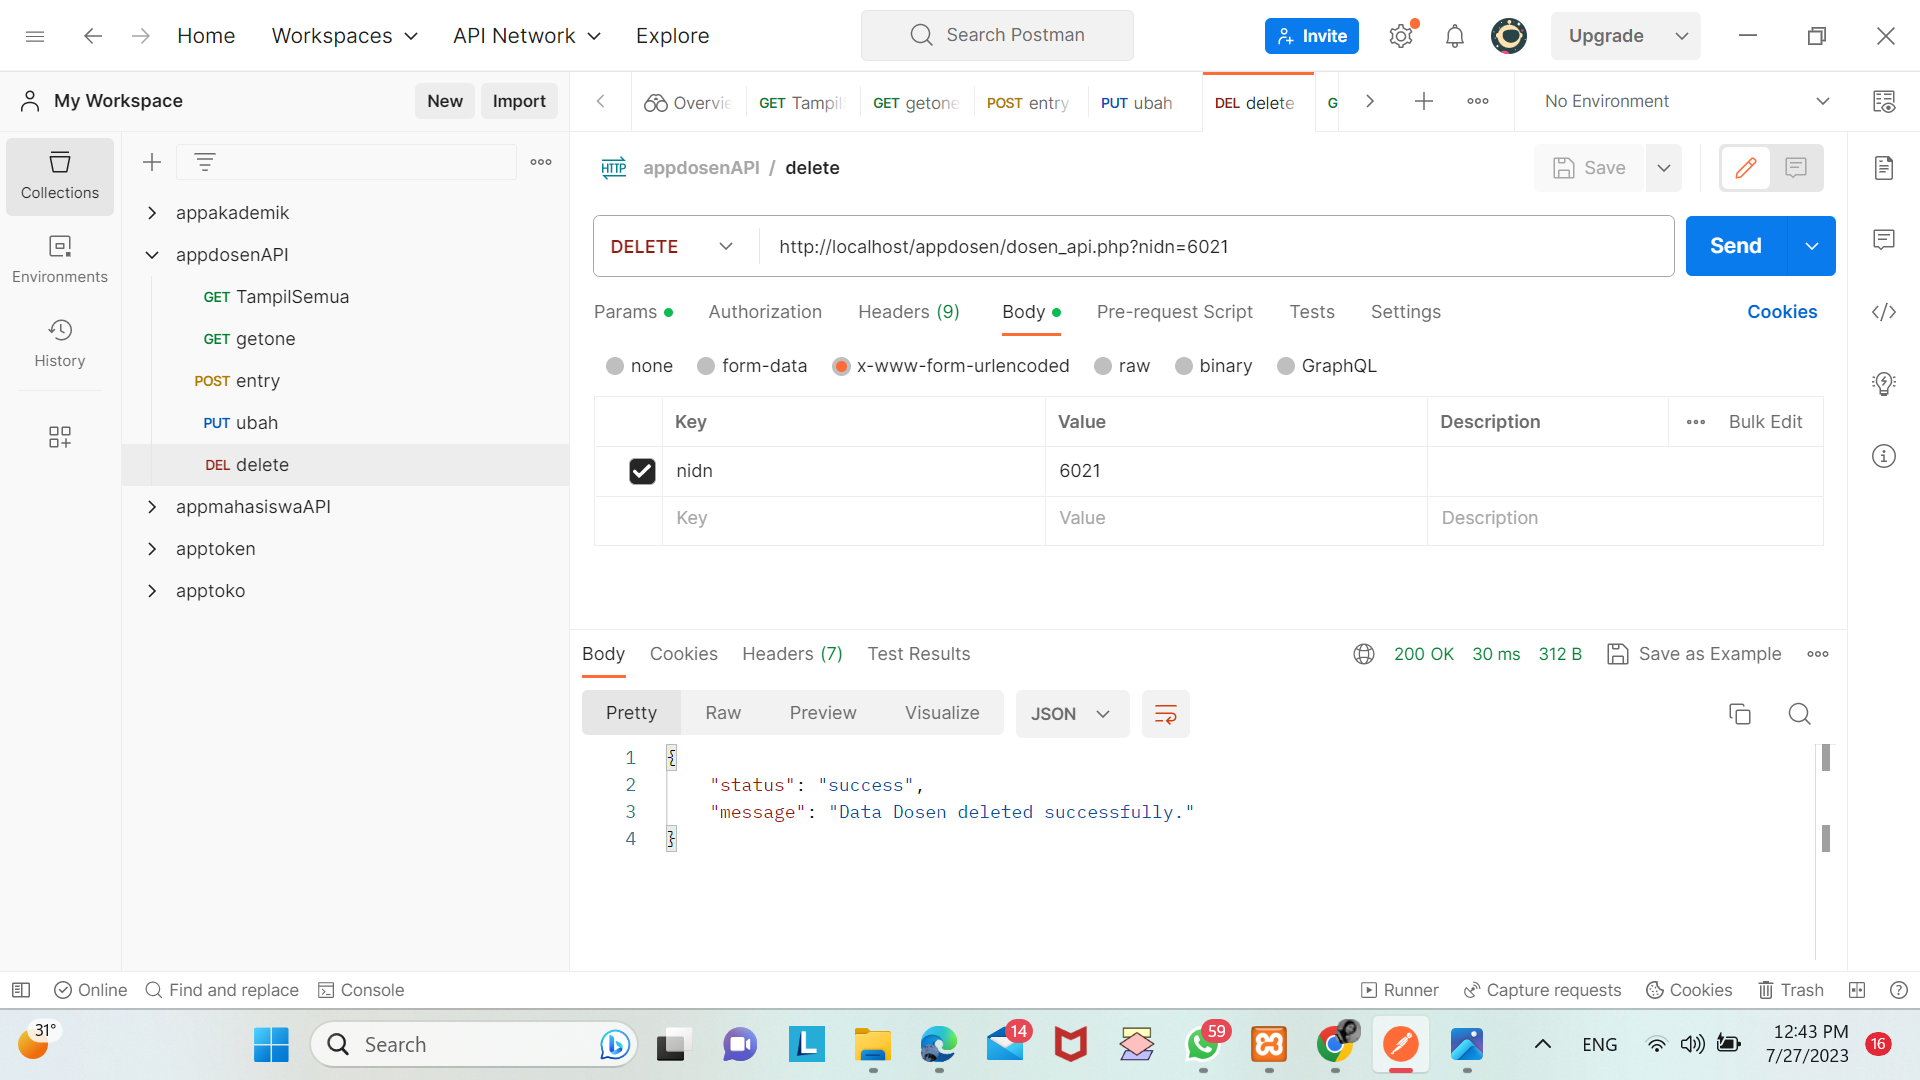 Home Workspaces API Network Explore Search Postman Invite Upgrade
My Workspace New Import
Overvie GET Tampil GET getone POST entry PUT ubah DEL delete G No Environment
Collections
Environments
History
appakademik
appdosenAPI
GET TampilSemua
GET getone
POST entry
PUT ubah
DEL delete
appmahasiswaAPI
apptoken
apptoko
HTTP appdosenAPI / delete Save
DELETE http://localhost/appdosen/dosen_api.php?nidn=6021 Send
Params Authorization Headers (9) Body Pre-request Script Tests Settings Cookies
none form-data x-www-form-urlencoded raw binary GraphQL
Key Value Description Bulk Edit
nidn 6021
Key Value Description
Body Cookies Headers (7) Test Results 200 OK 30 ms 312 B Save as Example
Pretty Raw Preview Visualize JSON
1 {
2 "status": "success",
3 "message": "Data Dosen deleted successfully."
4 }
Online Find and replace Console Runner Capture requests Cookies Trash
31° Search L 14 59 ENG 12:43 PM
7/27/2023 16